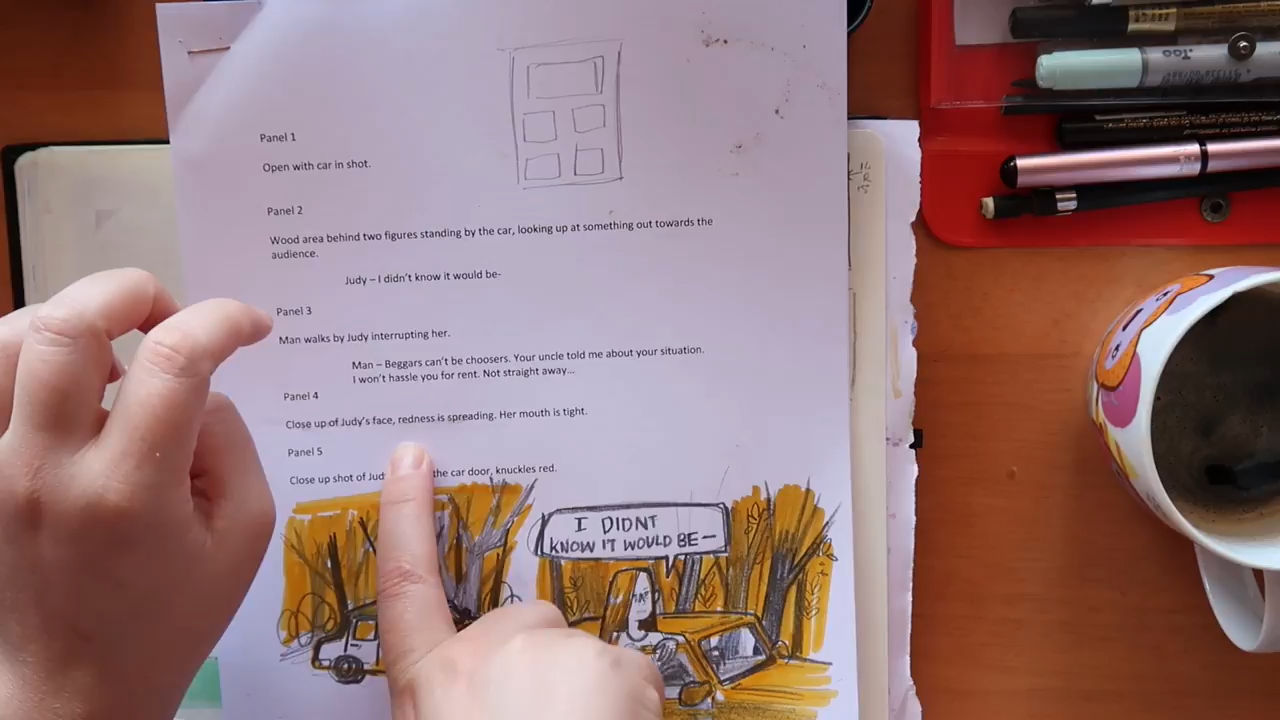 Panel 1
Open with car in shot.
Panel 2
Wood area behind two figures standing by the car, looking up at something out towards the
audience.
Judy – I didn't know it would be-
Panel 3
Man walks by Judy interrupting her.
Man – Beggars can't be choosers. Your uncle told me about your situation.
I won't hassle you for rent. Not straight away...
Panel 4
Close up of Judy's face, redness is spreading. Her mouth is tight.
Panel 5
Close up shot of the car door, knuckles red.
I DIDNT
KNOW IT WOULD BE—